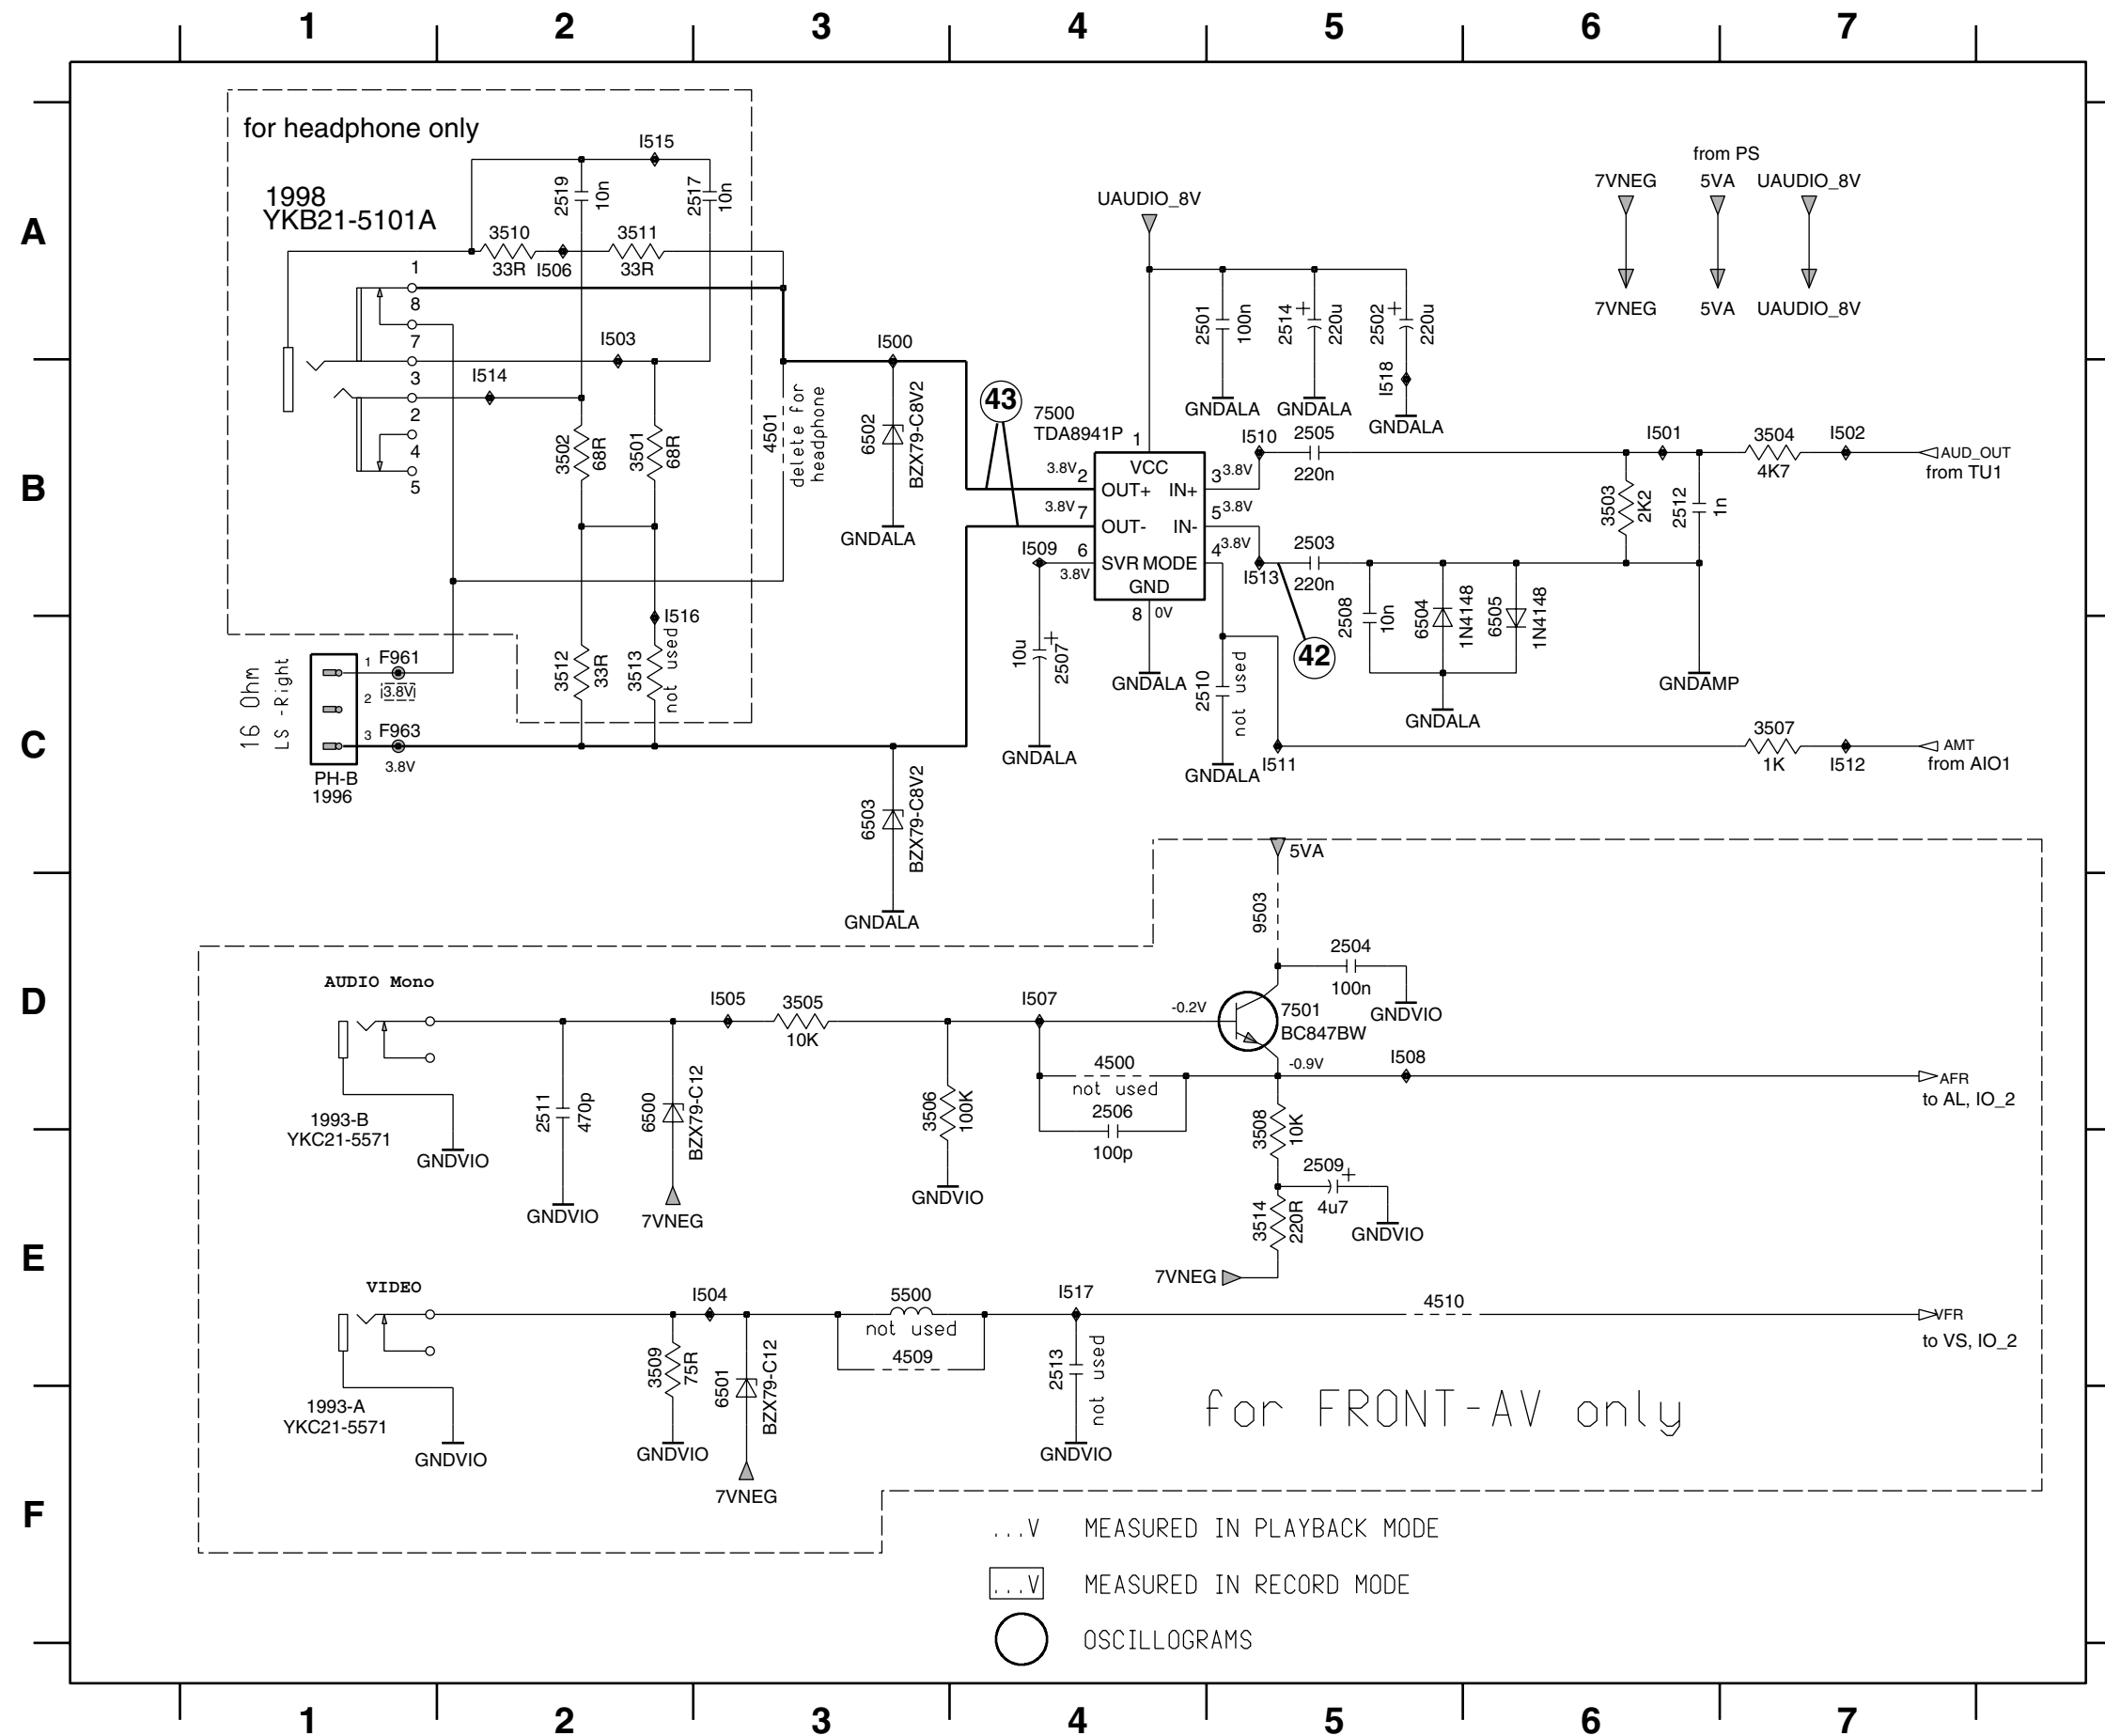 1 2 3 4 5 6 7
A
B
C
D
E
F
for headphone only
1998
YKB21-5101A
I515
2519
10n
2517
10n
3510
33R
I506
3511
33R
1
8
7
3
2
4
5
I503
I514
3502
68R
3501
68R
I516
3512
33R
3513
not used
4501
delete for
headphone
I500
6502
BZX79-C8V2
GNDALA
16 Ohm
LS -Right
1
F961
3.8V
2
3
F963
3.8V
PH-B
1996
6503
BZX79-C8V2
GNDALA
43
UAUDIO_8V
7500
TDA8941P
1
VCC
3.8V 2
OUT+ IN+
3 3.8V
3.8V 7
OUT- IN-
5 3.8V
I509
6
3.8V
SVR MODE
4 3.8V
GND
8 0V
GNDALA
10u
2507
GNDALA
2501
100n
GNDALA
2514
220u
GNDALA
2502
220u
I518
GNDALA
from PS
7VNEG 5VA UAUDIO_8V
7VNEG 5VA UAUDIO_8V
I510
2505
220n
I501
3504
4K7
I502
AUD_OUT
from TU1
3503
2K2
2512
1n
I513
2503
220n
42
2508
10n
6504
1N4148
6505
1N4148
GNDALA
GNDAMP
2510
not used
GNDALA
I511
3507
1K
I512
AMT
from AIO1
5VA
9503
2504
100n
GNDVIO
AUDIO Mono
1993-B
YKC21-5571
GNDVIO
2511
470p
GNDVIO
6500
BZX79-C12
7VNEG
I505
3505
10K
3506
100K
GNDVIO
I507
-0.2V
7501
BC847BW
-0.9V
4500
not used
2506
100p
I508
AFR
to AL, IO_2
3508
10K
2509
4u7
GNDVIO
3514
220R
7VNEG
VIDEO
1993-A
YKC21-5571
GNDVIO
3509
75R
GNDVIO
I504
6501
BZX79-C12
7VNEG
5500
not used
4509
I517
2513
not used
GNDVIO
4510
VFR
to VS, IO_2
for FRONT-AV only
...V MEASURED IN PLAYBACK MODE
...V MEASURED IN RECORD MODE
OSCILLOGRAMS
1 2 3 4 5 6 7